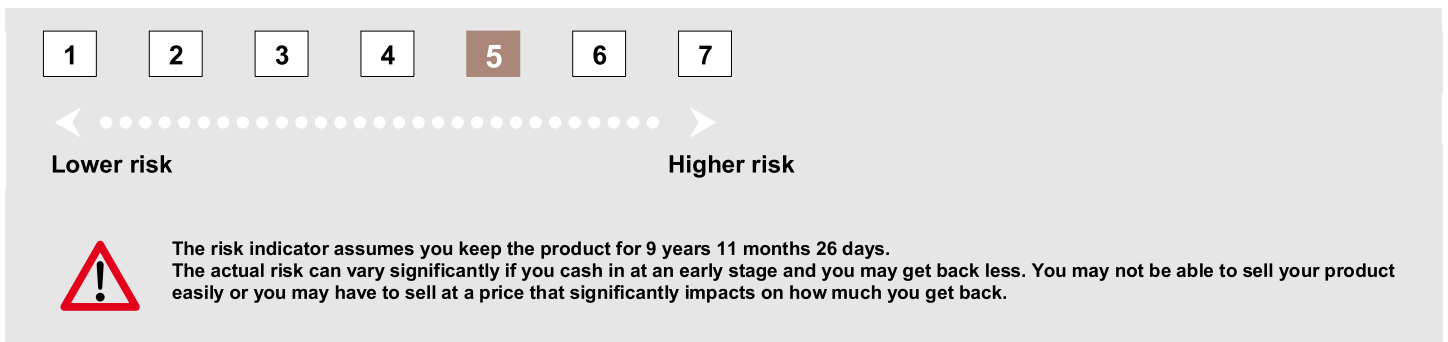 1 2 3 4 5 6 7
Lower risk Higher risk
The risk indicator assumes you keep the product for 9 years 11 months 26 days.
The actual risk can vary significantly if you cash in at an early stage and you may get back less. You may not be able to sell your product
easily or you may have to sell at a price that significantly impacts on how much you get back.